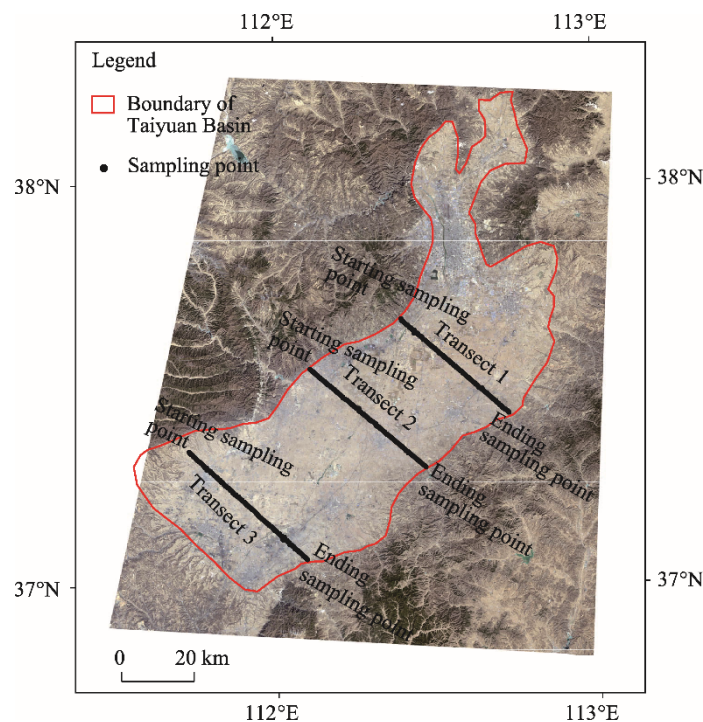 112°E
113°E
Legend
Boundary of
Taiyuan Basin
Sampling point
38°N
38°N
Starting sampling
point
Transect 1
Ending
sampling point
Starting sampling
point
Transect 2
Ending
sampling point
Starting sampling
point
Transect 3
Ending
sampling point
37°N
37°N
0 20 km
112°E
113°E